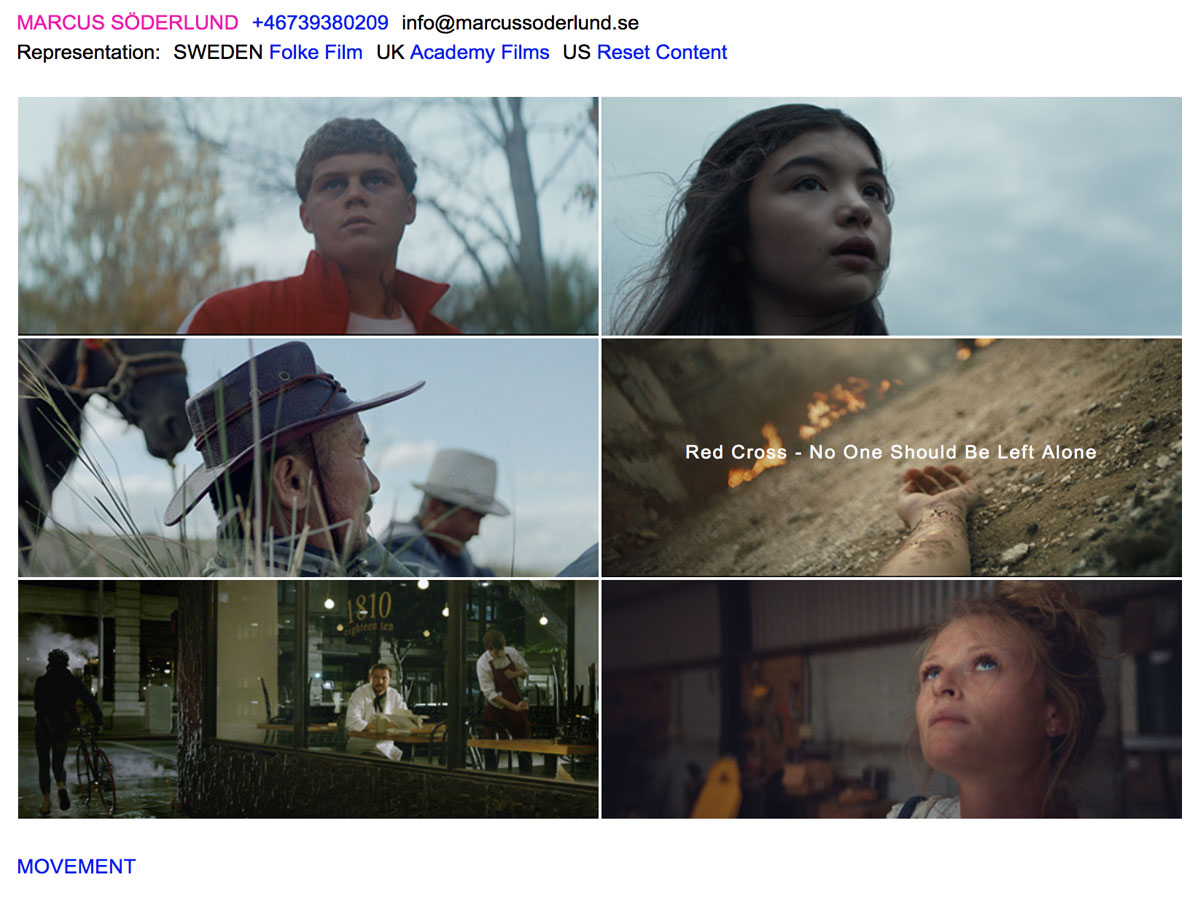 MARCUS SÖDERLUND +46739380209 info@marcussoderlund.se
Representation: SWEDEN Folke Film UK Academy Films US Reset Content
Red Cross - No One Should Be Left Alone
1810
eighteen ten
MOVEMENT